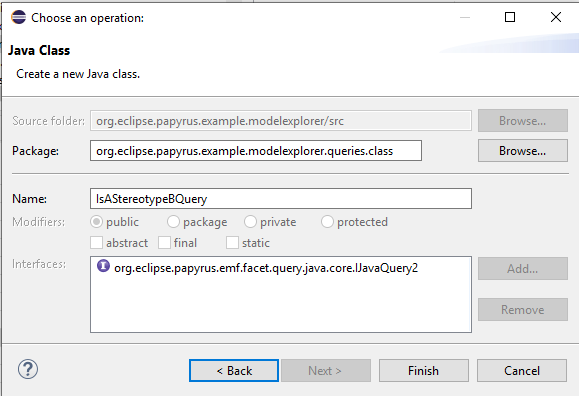 Choose an operation:
Java Class
Create a new Java class.
Source folder: org.eclipse.papyrus.example.modelexplorer/src Browse...
Package: org.eclipse.papyrus.example.modelexplorer.queries.class Browse...
Name: IsAStereotypeBQuery
Modifiers: public package private protected
abstract final static
Interfaces: org.eclipse.papyrus.emf.facet.query.java.core.IJavaQuery2 Add...
Remove
? < Back Next > Finish Cancel